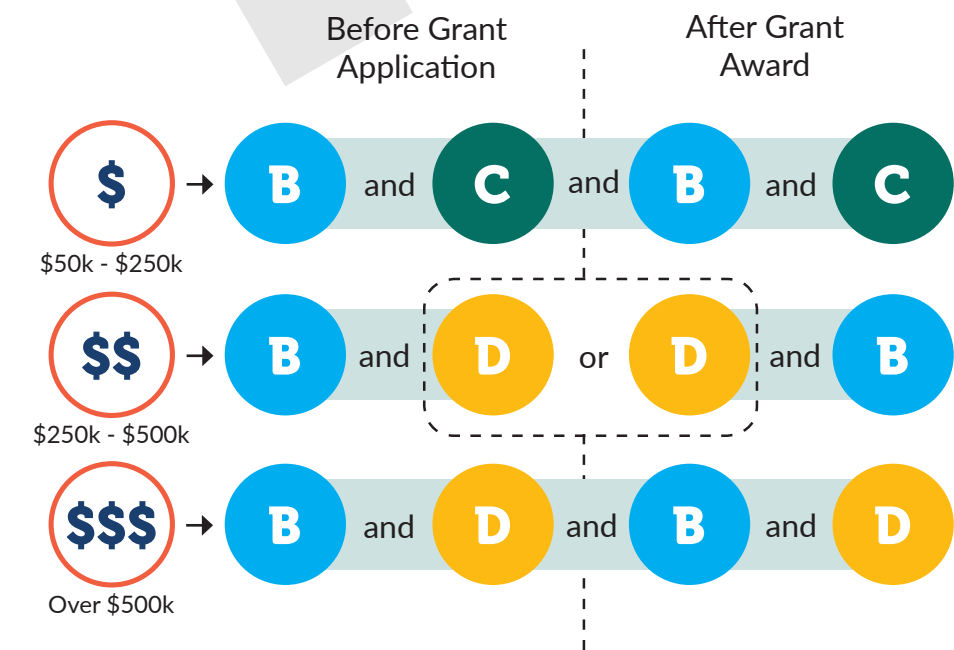 Before Grant
Application
After Grant
Award
$ B and C and B and C
$50k - $250k
$$ B and D or D and B
$250k - $500k
$$$ B and D and B and D
Over $500k